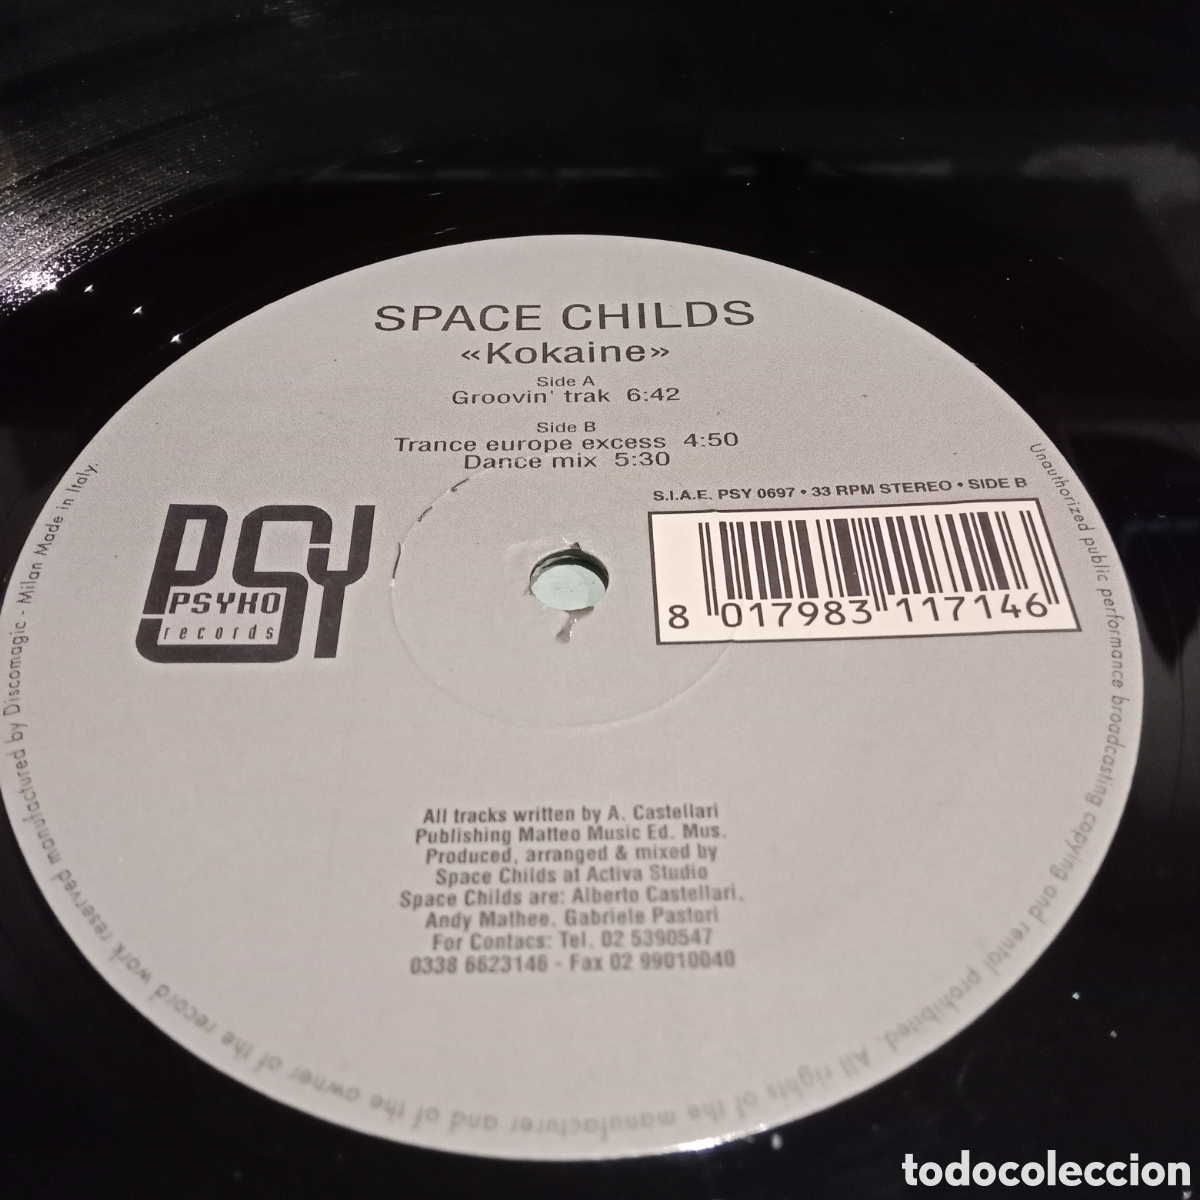 SPACE CHILDS
«Kokaine»
Side A
Groovin' trak 6:42
Side B
Trance europe excess 4:50
Dance mix 5:30
S.I.A.E. PSY 0697 • 33 RPM STEREO • SIDE B
8 017983 117146
PSY
PSYHO
records
All tracks written by A. Castellari
Publishing Matteo Music Ed. Mus.
Produced, arranged & mixed by
Space Childs at Activa Studio
Space Childs are: Alberto Castellari,
Andy Mathee, Gabriele Pastori
For Contacs: Tel. 02 5390547
0338 6623146 - Fax 02 99010040
Unauthorized public performance broadcasting copying and rental prohibited. All rights of the manufacturer and of the owner of the record work reserved manufactured by Discomagic - Milan Made in Italy.
todocoleccion